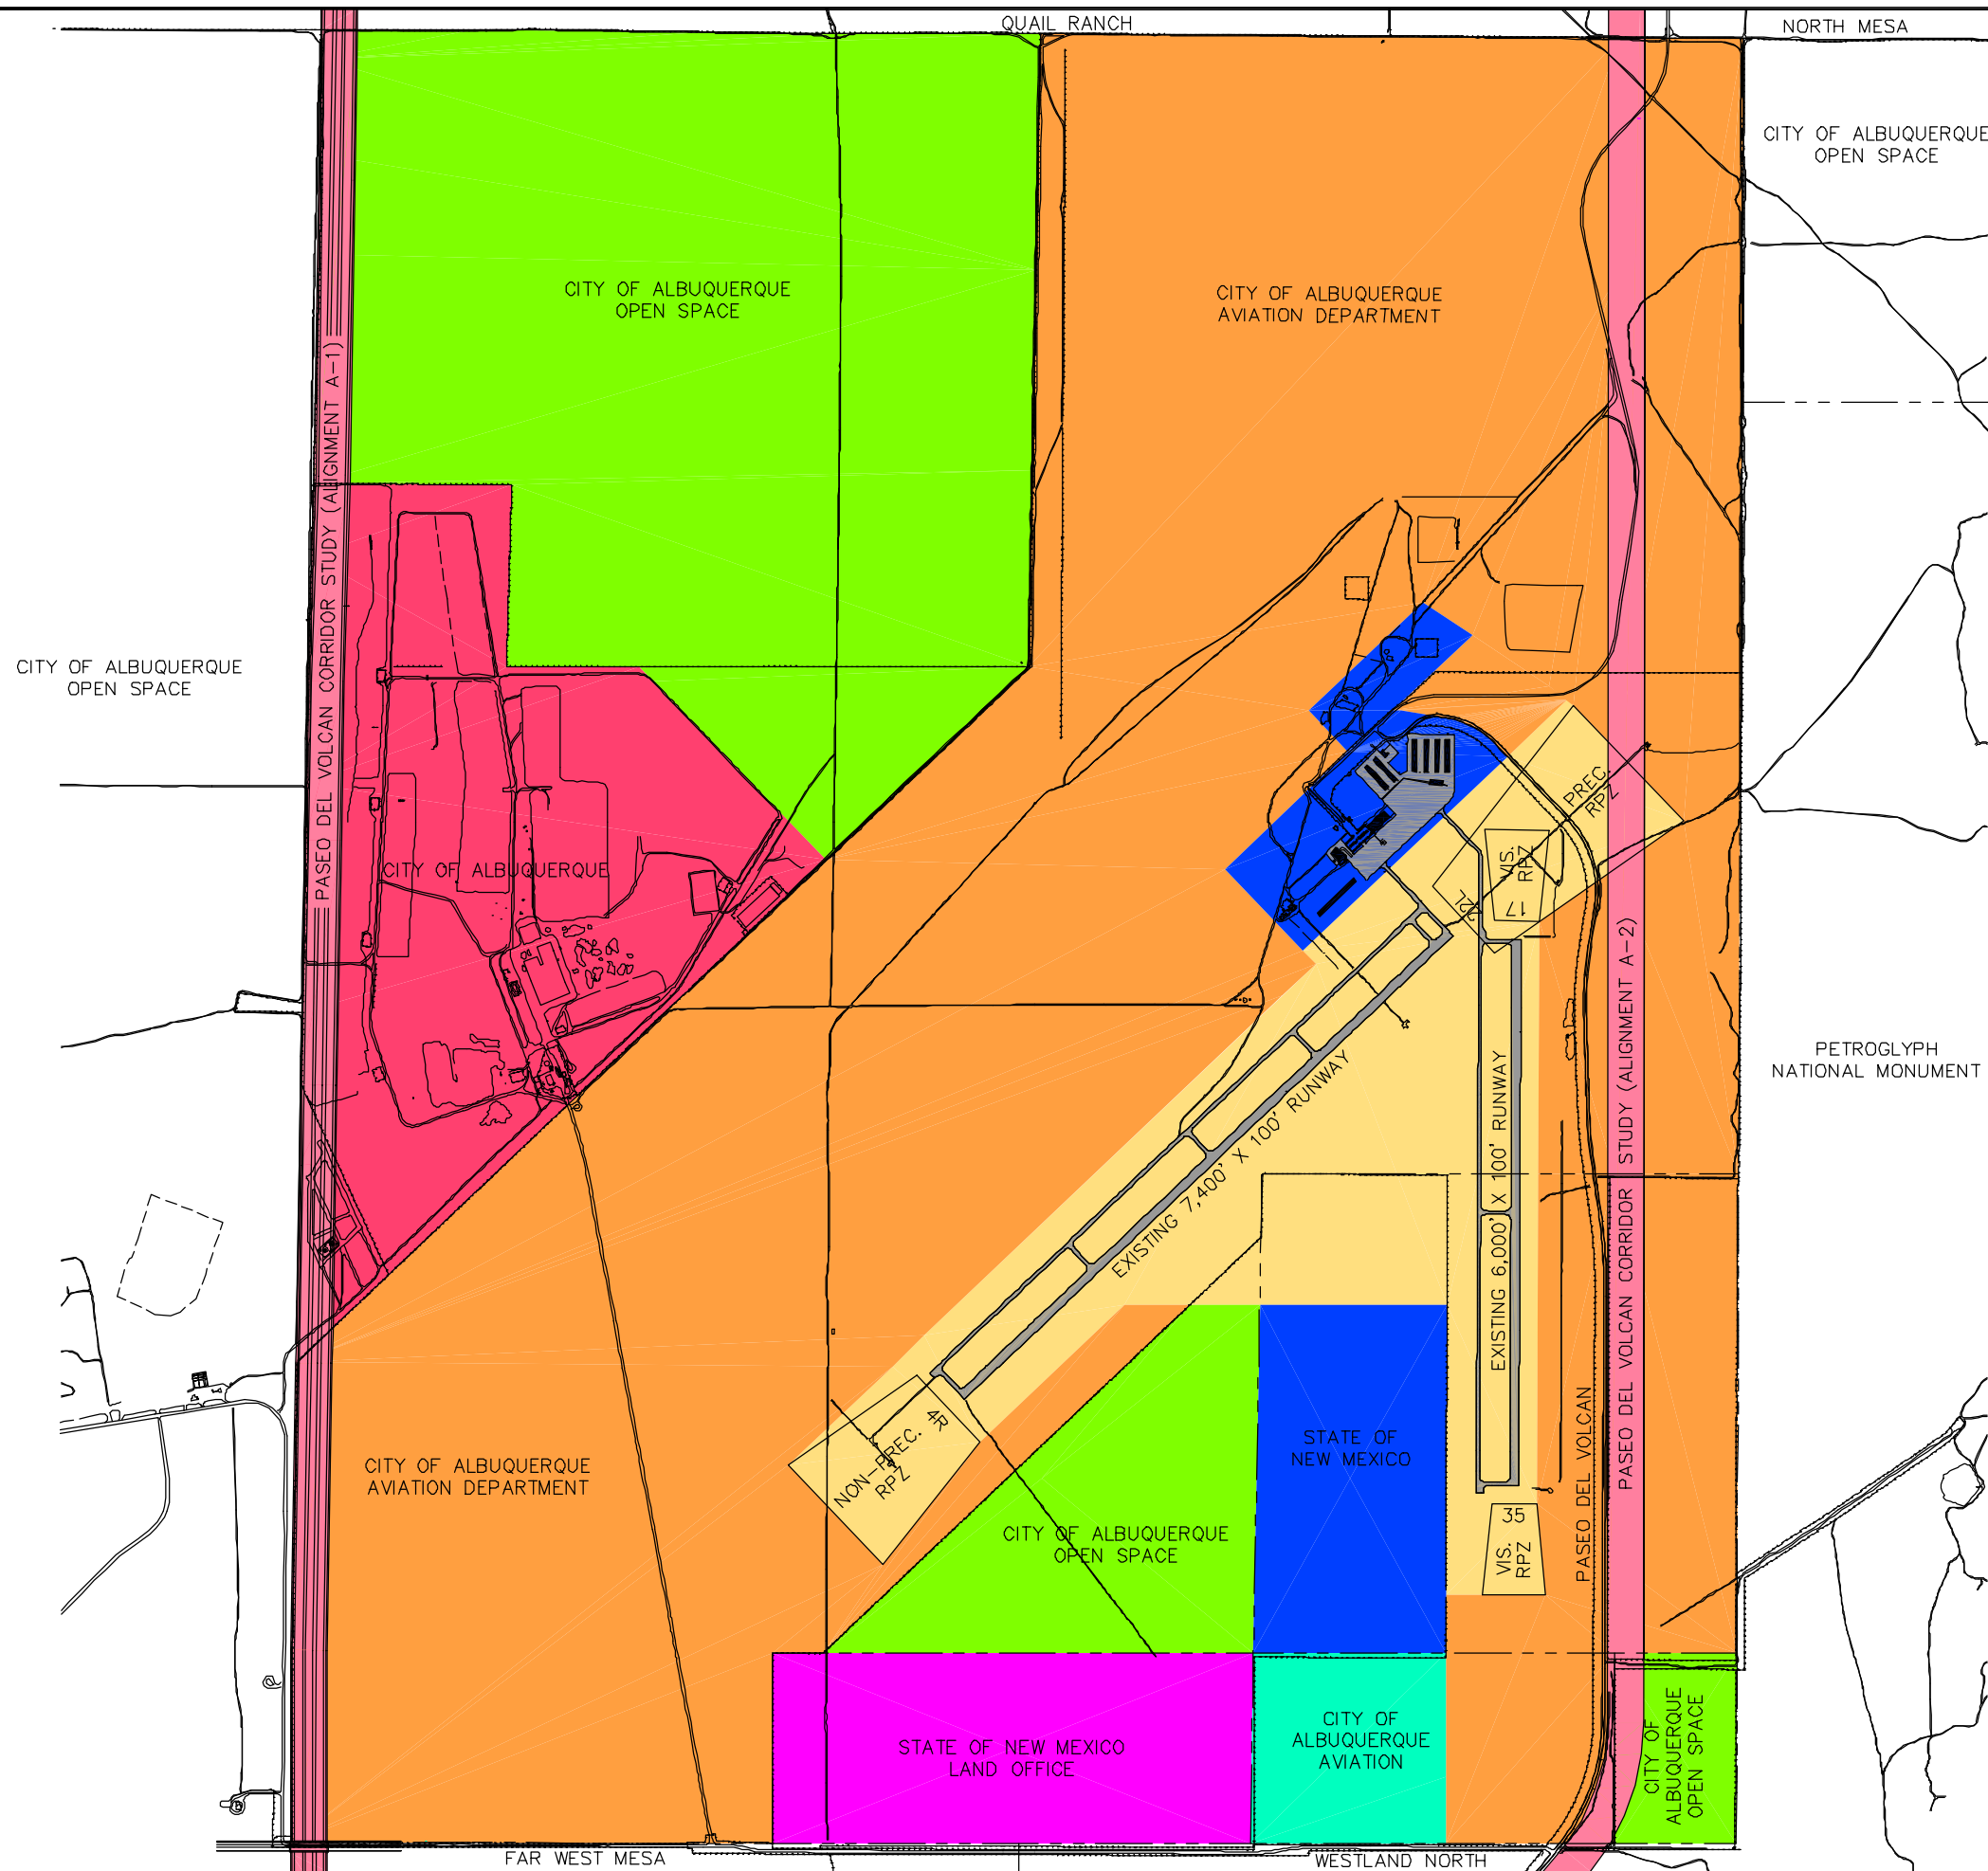 QUAIL RANCH
NORTH MESA
CITY OF ALBUQUERQUE
OPEN SPACE
CITY OF ALBUQUERQUE
OPEN SPACE
CITY OF ALBUQUERQUE
AVIATION DEPARTMENT
PASEO DEL VOLCAN CORRIDOR STUDY (ALIGNMENT A-1)
CITY OF ALBUQUERQUE
OPEN SPACE
PREC.
RPZ
CITY OF ALBUQUERQUE
VIS.
RPZ
22L
17
PETROGLYPH
NATIONAL MONUMENT
EXISTING 7,400' X 100' RUNWAY
EXISTING 6,000' X 100' RUNWAY
PASEO DEL VOLCAN CORRIDOR STUDY (ALIGNMENT A-2)
4R
NON-PREC.
RPZ
STATE OF
NEW MEXICO
PASEO DEL VOLCAN
CITY OF ALBUQUERQUE
AVIATION DEPARTMENT
CITY OF ALBUQUERQUE
OPEN SPACE
35
VIS.
RPZ
STATE OF NEW MEXICO
LAND OFFICE
CITY OF
ALBUQUERQUE
AVIATION
CITY OF
ALBUQUERQUE
OPEN SPACE
FAR WEST MESA
WESTLAND NORTH